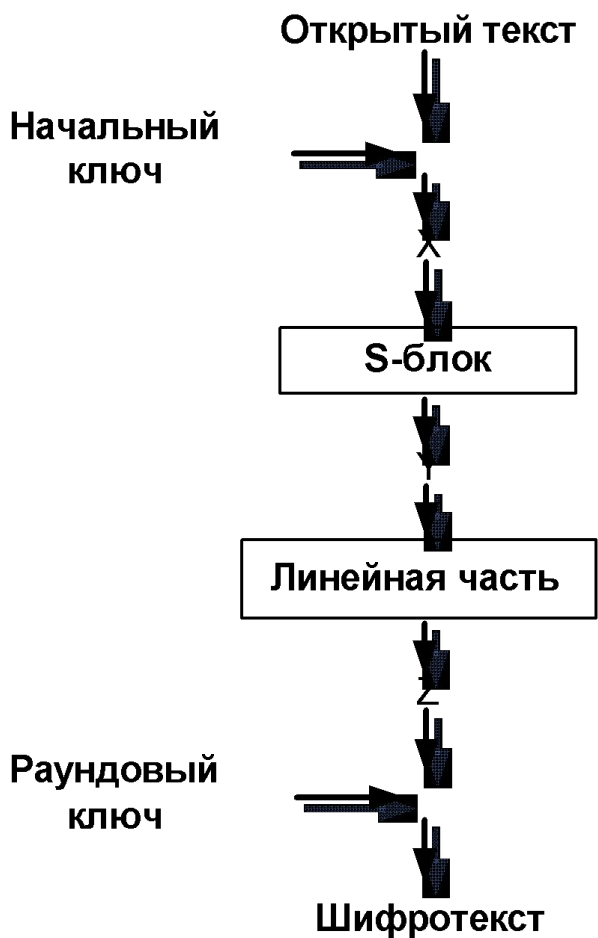 Открытый текст
Начальный
ключ
X
S-блок
Y
Линейная часть
Z
Раундовый
ключ
Шифротекст